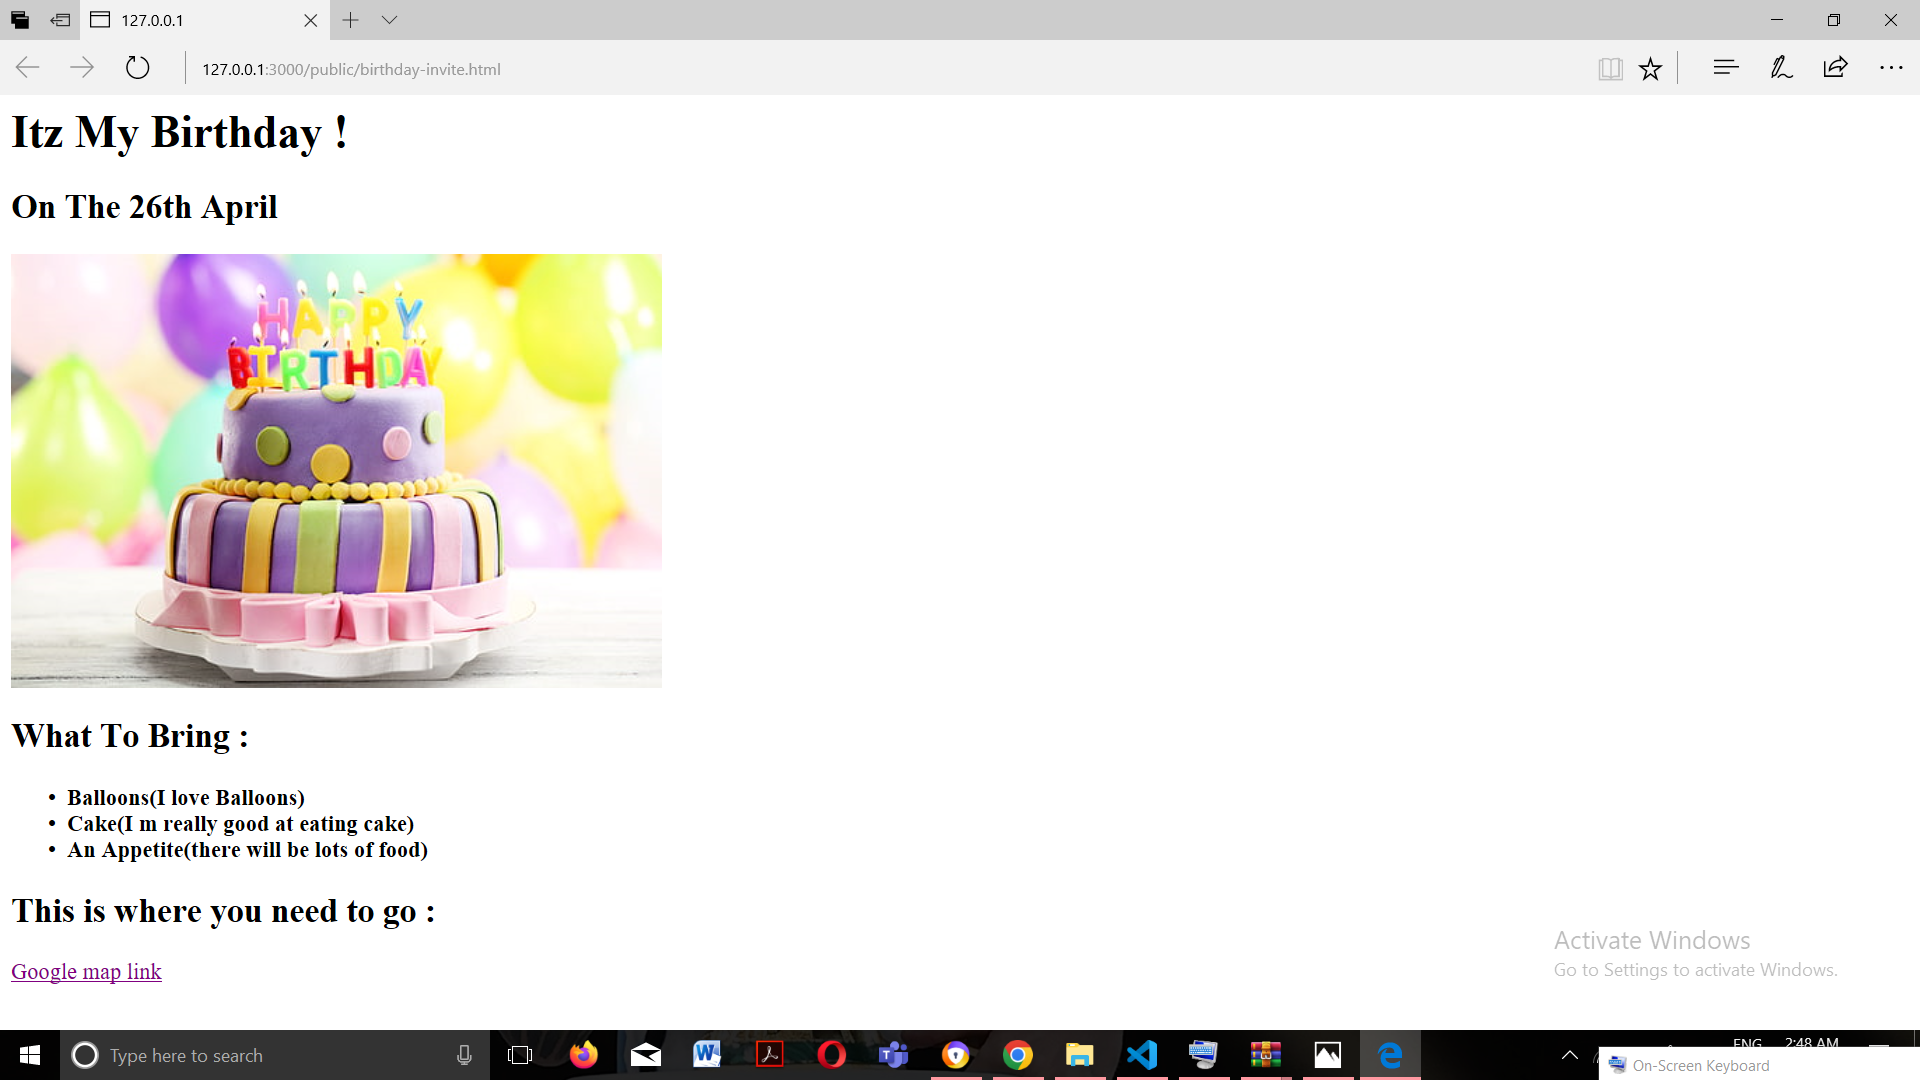 127.0.0.1
127.0.0.1:3000/public/birthday-invite.html
Itz My Birthday !
On The 26th April
HAPPY
BIRTHDAY
What To Bring :
• Balloons(I love Balloons)
• Cake(I m really good at eating cake)
• An Appetite(there will be lots of food)
This is where you need to go :
Google map link
Activate Windows
Go to Settings to activate Windows.
Type here to search
ENG
2:48 AM
On-Screen Keyboard